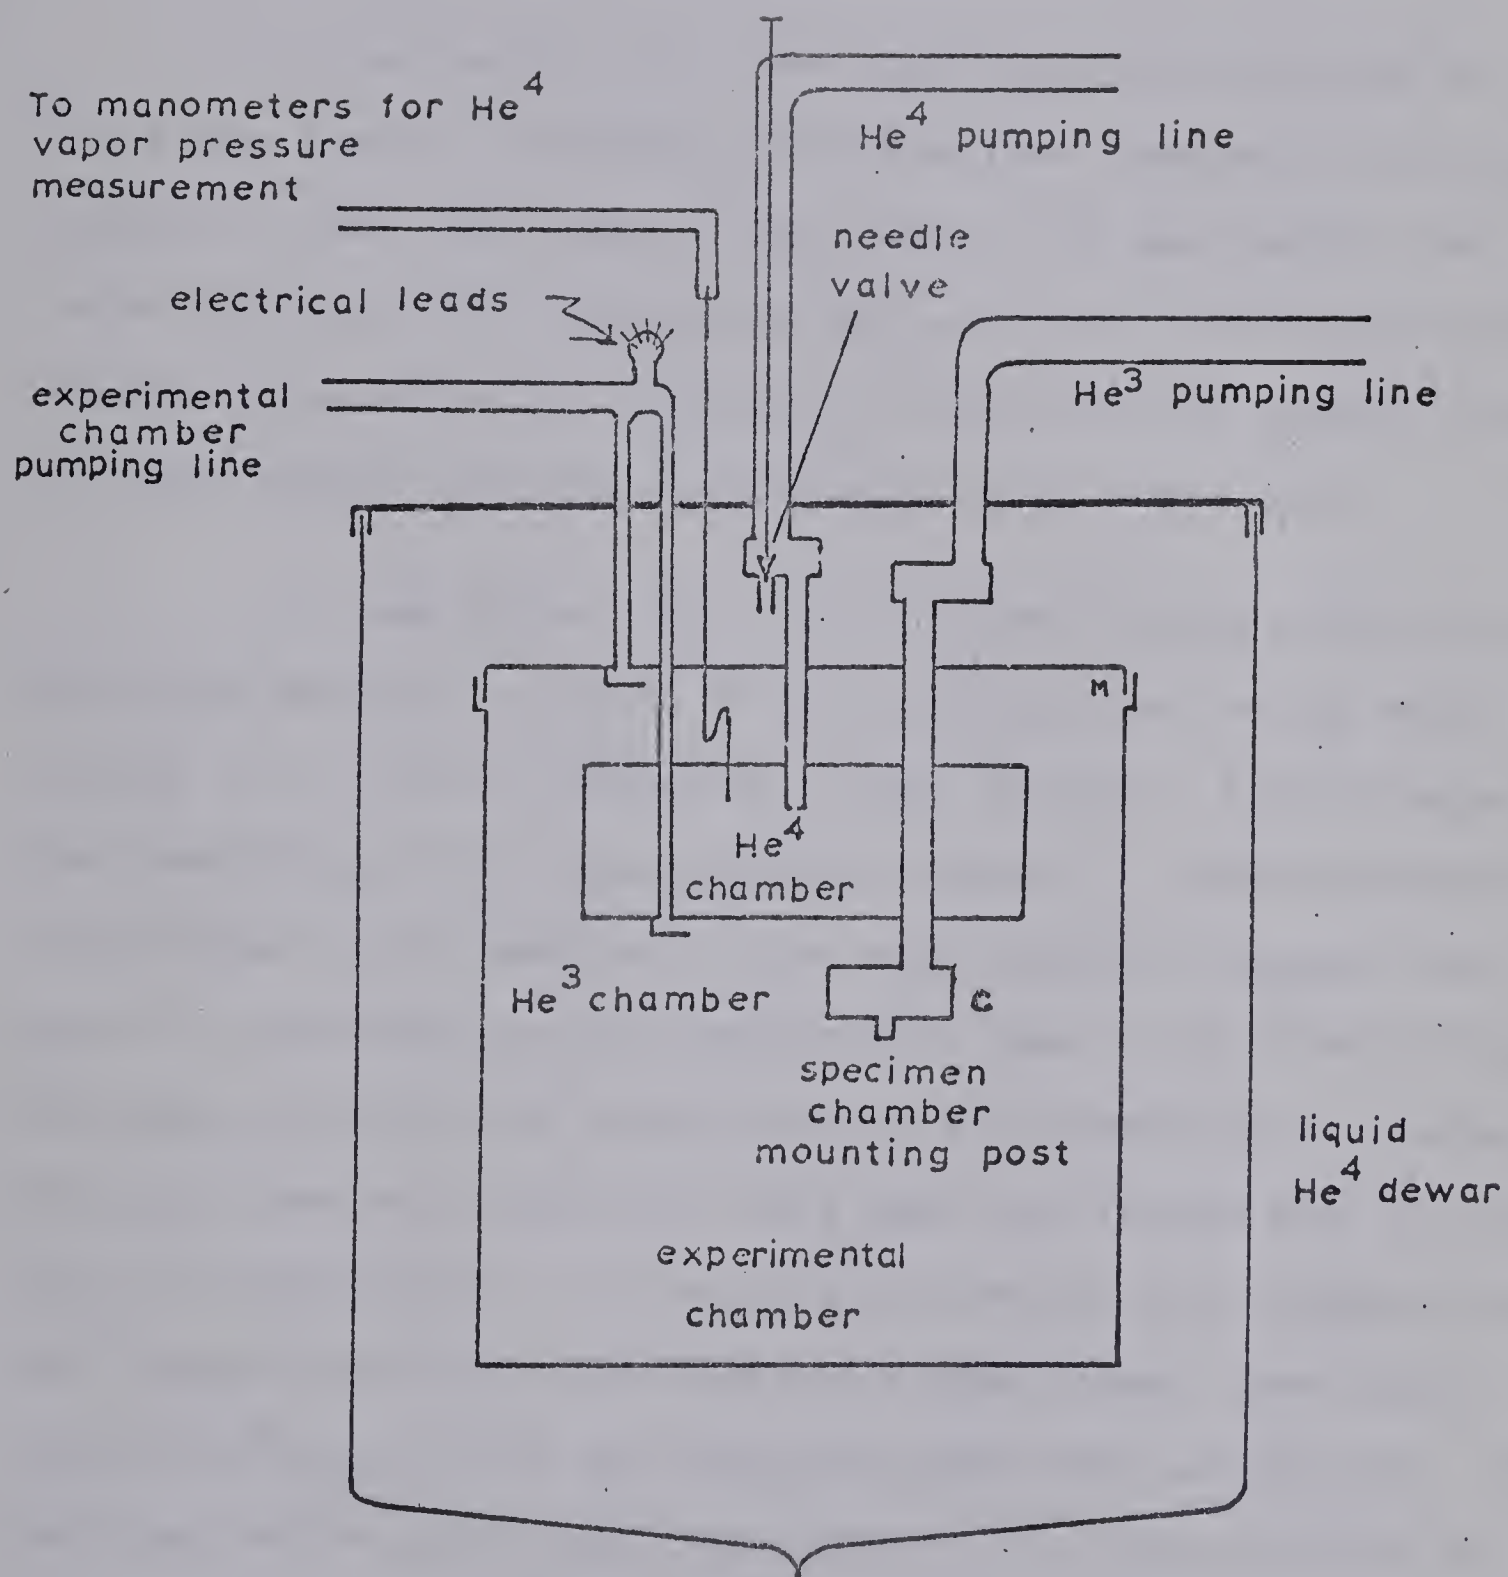 To manometers for He⁴
vapor pressure
measurement
He⁴ pumping line
needle
valve
electrical leads
experimental
chamber
pumping line
He³ pumping line
M
He⁴
chamber
He³ chamber
C
specimen
chamber
mounting post
liquid
He⁴ dewar
experimental
chamber